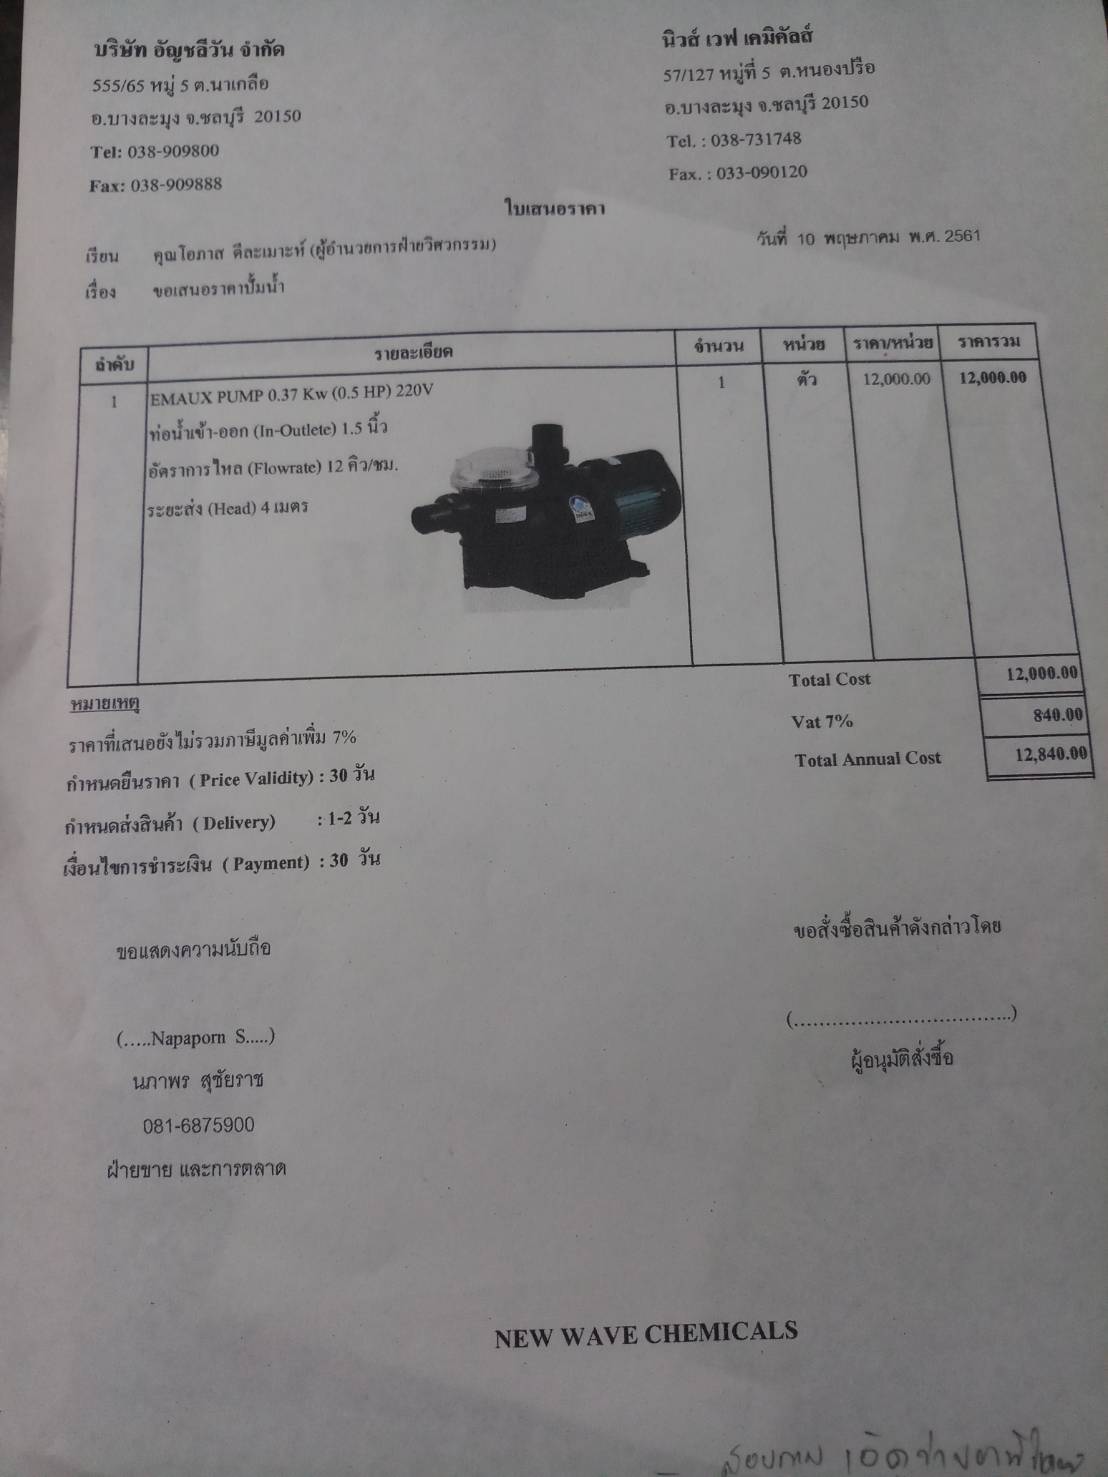 บริษัท อัญชลีวัน จำกัด
555/65 หมู่ 5 ต.นาเกลือ
อ.บางละมุง จ.ชลบุรี 20150
Tel: 038-909800
Fax: 038-909888
นิวส์ เวฟ เคมิคัลส์
57/127 หมู่ที่ 5 ต.หนองปรือ
อ.บางละมุง จ.ชลบุรี 20150
Tel. : 038-731748
Fax. : 033-090120
ใบเสนอราคา
วันที่ 10 พฤษภาคม พ.ศ. 2561
เรียน คุณโอภาส ดีละเมาะห์ (ผู้อำนวยการฝ่ายวิศวกรรม)
เรื่อง ขอเสนอราคาปั้มน้ำ
ลำดับ รายละเอียด จำนวน หน่วย ราคา/หน่วย ราคารวม
1 EMAUX PUMP 0.37 Kw (0.5 HP) 220V 1 ตัว 12,000.00 12,000.00
ท่อน้ำเข้า-ออก (In-Outlete) 1.5 นิ้ว
อัตราการไหล (Flowrate) 12 คิว/ชม.
ระยะส่ง (Head) 4 เมตร
Total Cost 12,000.00
Vat 7% 840.00
Total Annual Cost 12,840.00
หมายเหตุ
ราคาที่เสนอยังไม่รวมภาษีมูลค่าเพิ่ม 7%
กำหนดยืนราคา ( Price Validity) : 30 วัน
กำหนดส่งสินค้า ( Delivery) : 1-2 วัน
เงื่อนไขการชำระเงิน ( Payment) : 30 วัน
ขอแสดงความนับถือ
(.....Napaporn S.....)
นภาพร สุชัยราช
081-6875900
ฝ่ายขาย และการตลาด
ขอสั่งซื้อสินค้าดังกล่าวโดย
(..................................)
ผู้อนุมัติสั่งซื้อ
NEW WAVE CHEMICALS